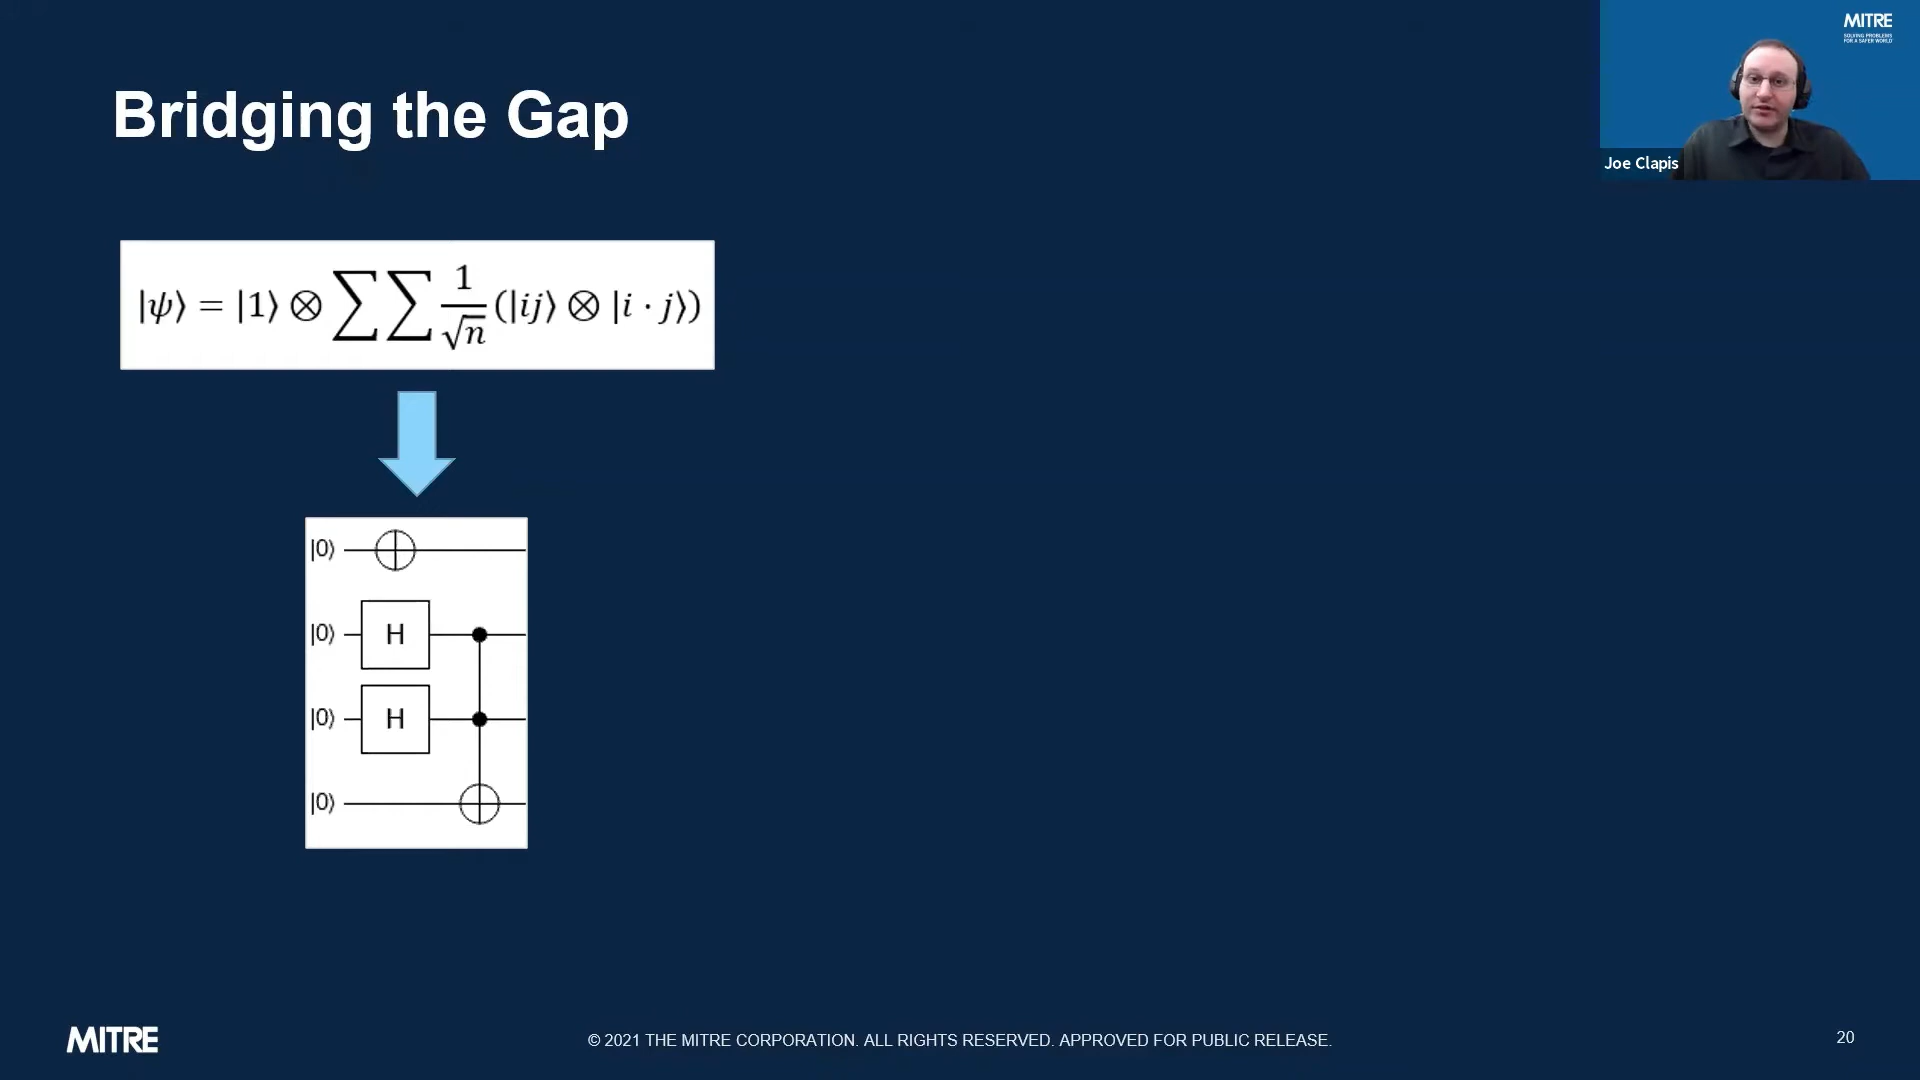 MITRE
SOLVING PROBLEMS
FOR A SAFER WORLD
Bridging the Gap
Joe Clapis
|ψ⟩ = |1⟩ ⊗ ∑ ∑ 1/√n (|ij⟩ ⊗ |i · j⟩)
|0⟩
|0⟩ H
|0⟩ H
|0⟩
MITRE
© 2021 THE MITRE CORPORATION. ALL RIGHTS RESERVED. APPROVED FOR PUBLIC RELEASE.
20